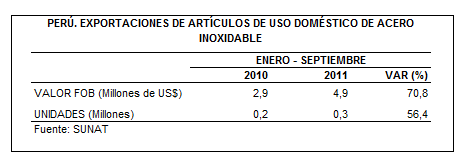 PERÚ. EXPORTACIONES DE ARTÍCULOS DE USO DOMÉSTICO DE ACERO
INOXIDABLE
ENERO - SEPTIEMBRE
2010 2011 VAR (%)
VALOR FOB (Millones de US$) 2,9 4,9 70,8
UNIDADES (Millones) 0,2 0,3 56,4
Fuente: SUNAT